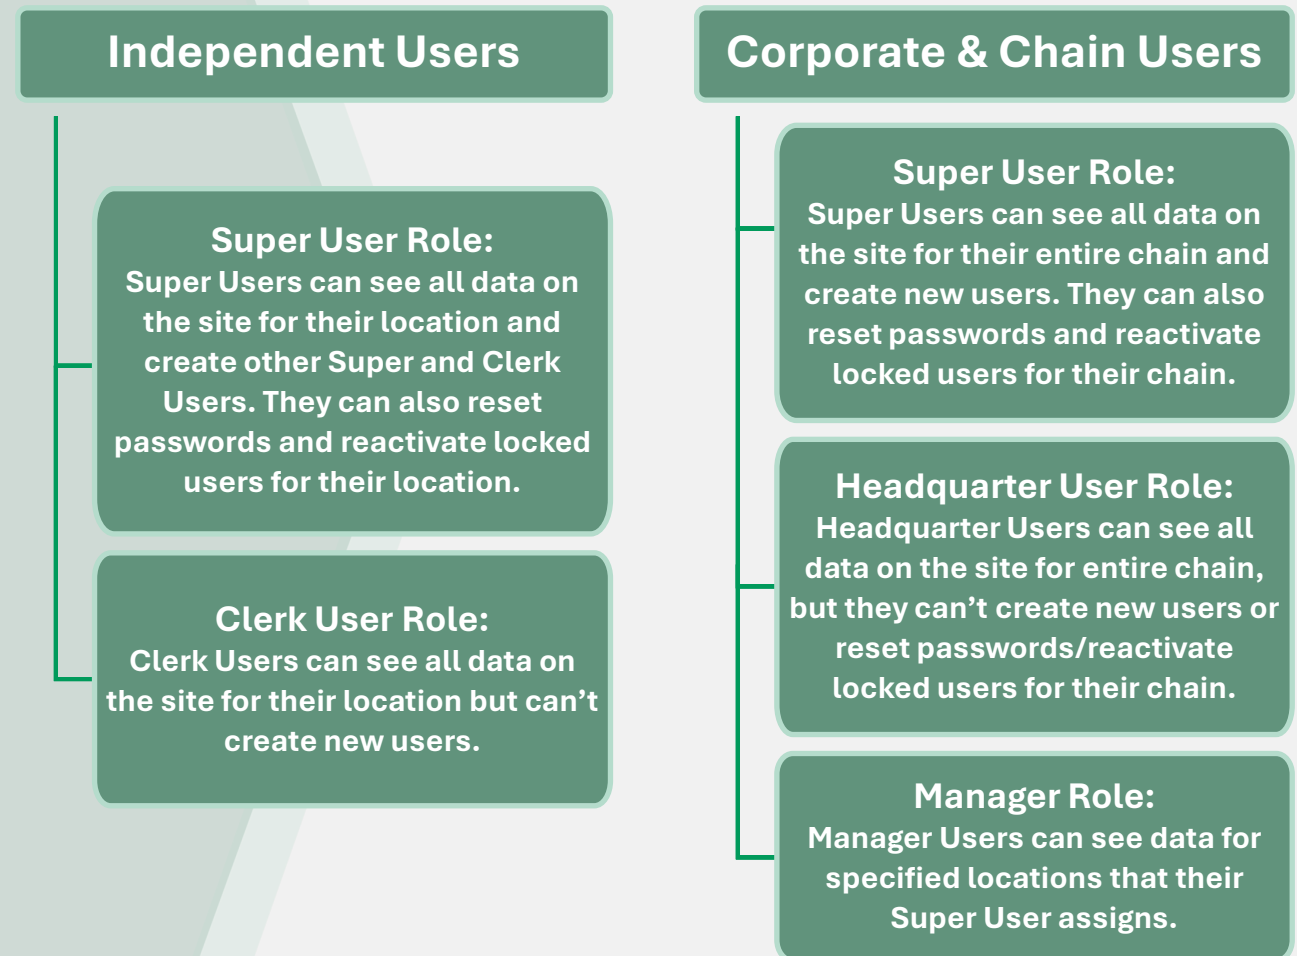 Independent Users
Super User Role:
Super Users can see all data on
the site for their location and
create other Super and Clerk
Users. They can also reset
passwords and reactivate locked
users for their location.
Clerk User Role:
Clerk Users can see all data on
the site for their location but can’t
create new users.
Corporate & Chain Users
Super User Role:
Super Users can see all data on
the site for their entire chain and
create new users. They can also
reset passwords and reactivate
locked users for their chain.
Headquarter User Role:
Headquarter Users can see all
data on the site for entire chain,
but they can’t create new users or
reset passwords/reactivate
locked users for their chain.
Manager Role:
Manager Users can see data for
specified locations that their
Super User assigns.